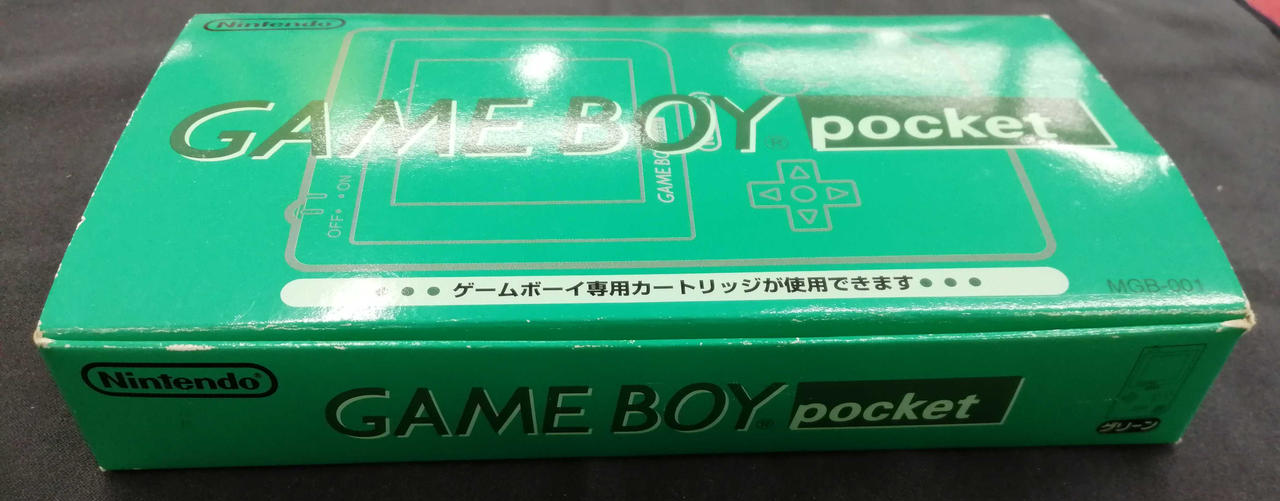 Nintendo
GAME BOY® pocket
GAME BOY
ON
OFF
ゲームボーイ専用カートリッジが使用できます
MGB-001
Nintendo®
GAME BOY® pocket
グリーン